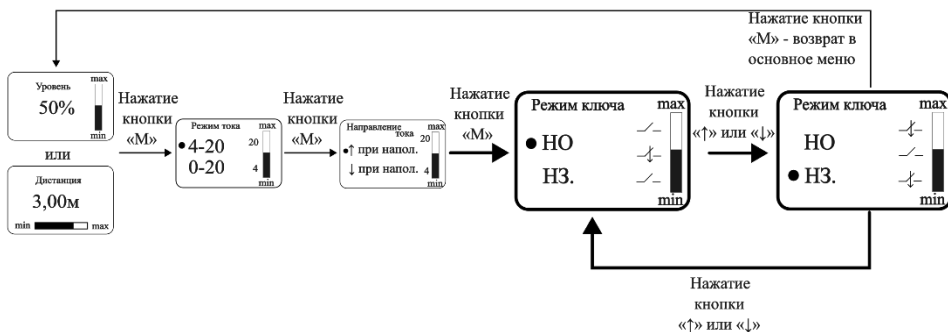 Нажатие кнопки
«М» - возврат в
основное меню
Уровень
50%
max
min
или
Дистанция
3,00м
min
max
Нажатие
кнопки
«М»
Режим тока
4-20
0-20
max
20
4
min
Нажатие
кнопки
«М»
Направление
тока
↑ при напол.
↓ при напол.
max
20
4
min
Нажатие
кнопки
«М»
Режим ключа
НО
НЗ.
max
min
Нажатие
кнопки
«↑» или «↓»
Режим ключа
НО
НЗ.
max
min
Нажатие
кнопки
«↑» или «↓»